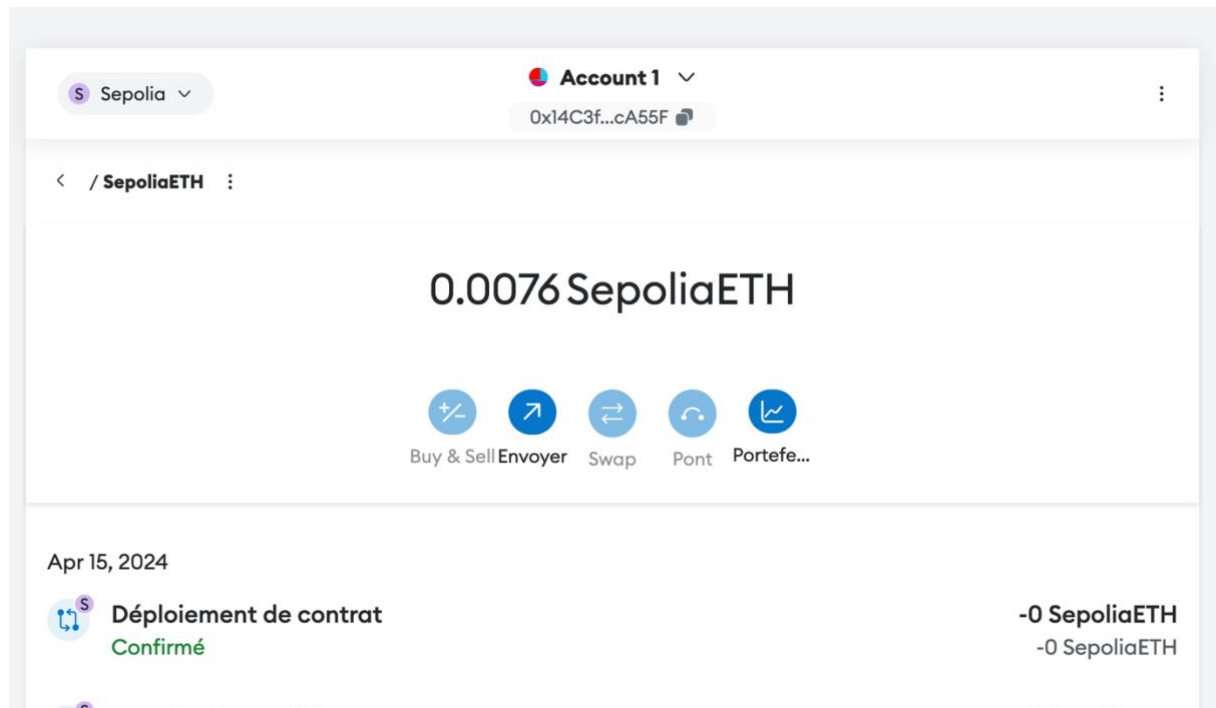 S Sepolia
Account 1
0x14C3f...cA55F
/ SepoliaETH
0.0076 SepoliaETH
Buy & Sell Envoyer Swap Pont Portefe...
Apr 15, 2024
S
Déploiement de contrat -0 SepoliaETH
Confirmé -0 SepoliaETH
S